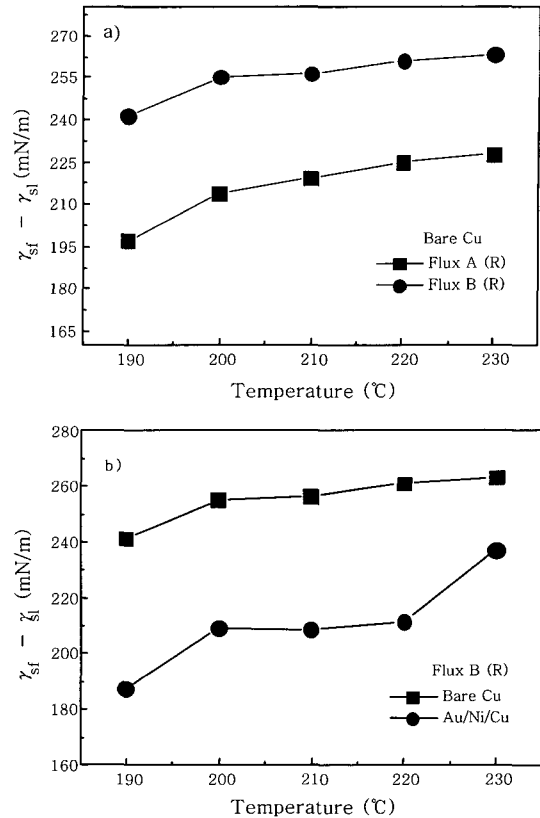 a)
270
255
240
225
210
195
180
165
γsf − γsl (mN/m)
Bare Cu
Flux A (R)
Flux B (R)
190 200 210 220 230
Temperature (℃)
b)
280
260
240
210
200
180
160
γsf − γsl (mN/m)
Flux B (R)
Bare Cu
Au/Ni/Cu
190 200 210 220 230
Temperature (℃)